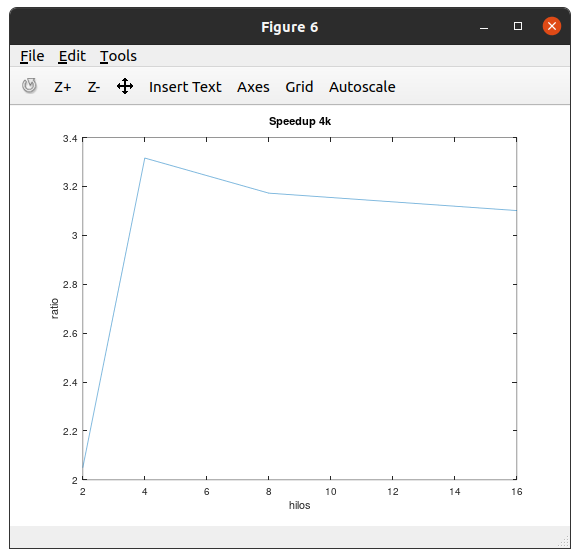 Figure 6
File Edit Tools
Z+ Z- Insert Text Axes Grid Autoscale
Speedup 4k
3.4
3.2
3
2.8
2.6
2.4
2.2
2
ratio
2 4 6 8 10 12 14 16
hilos